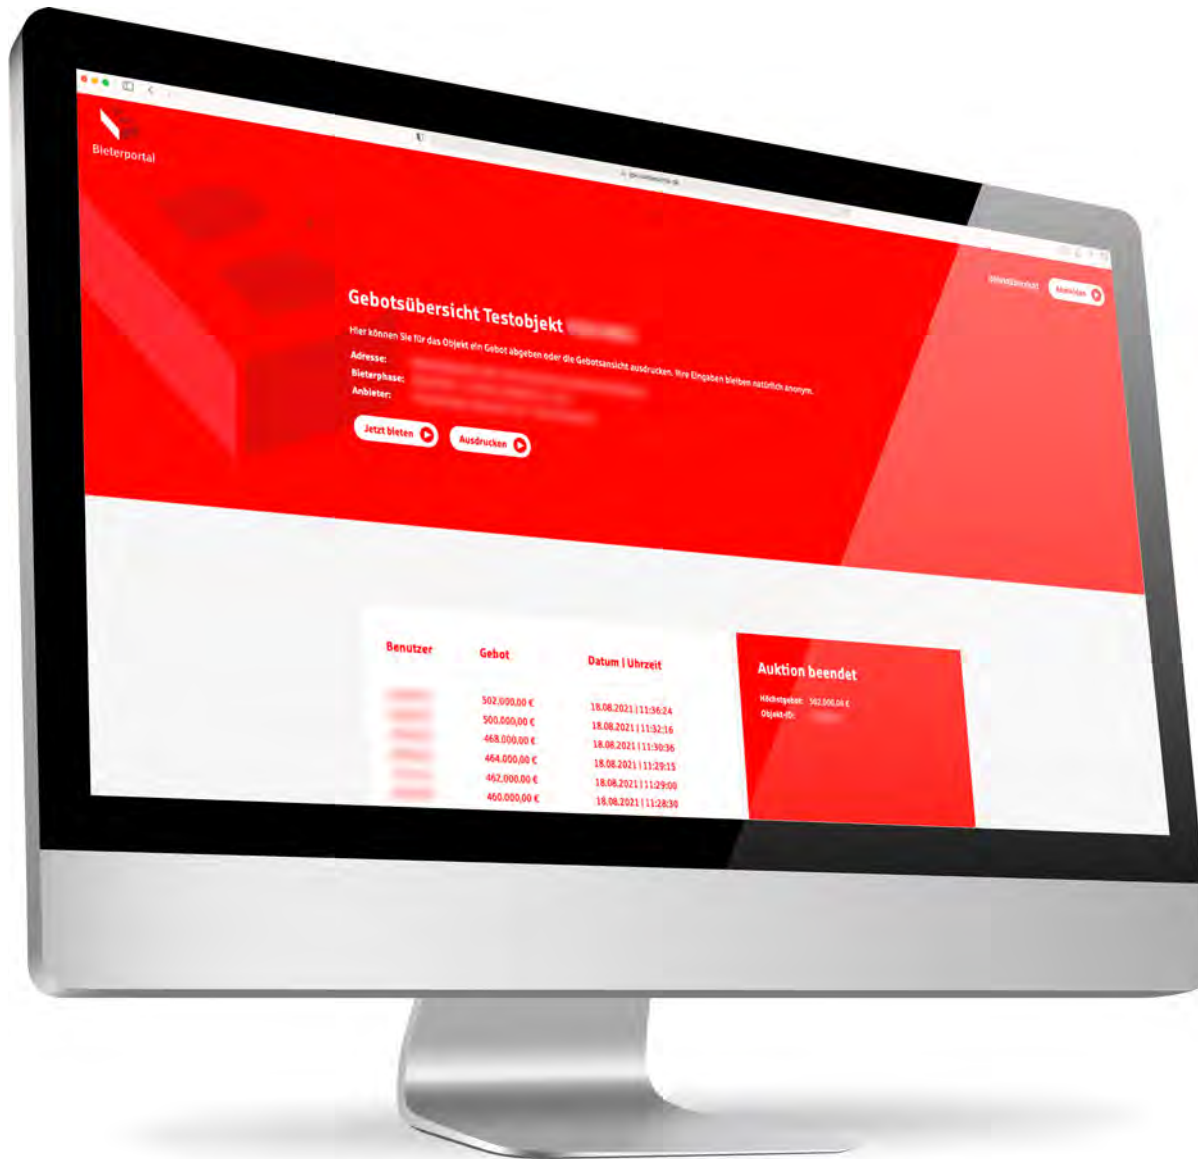 Bieterportal
Abmelden
Gebotsübersicht Testobjekt
Hier können Sie für das Objekt ein Gebot abgeben oder die Gebotsansicht ausdrucken. Ihre Eingaben bleiben natürlich anonym.
Adresse:
Bieterphase:
Anbieter:
Jetzt bieten Ausdrucken
Benutzer Gebot Datum | Uhrzeit
502.000,00 € 18.08.2021 | 11:36:24
500.000,00 € 18.08.2021 | 11:32:16
468.000,00 € 18.08.2021 | 11:30:36
464.000,00 € 18.08.2021 | 11:29:15
462.000,00 € 18.08.2021 | 11:29:00
460.000,00 € 18.08.2021 | 11:28:30
Auktion beendet
Höchstgebot: 502.000,00 €
Objekt-ID: